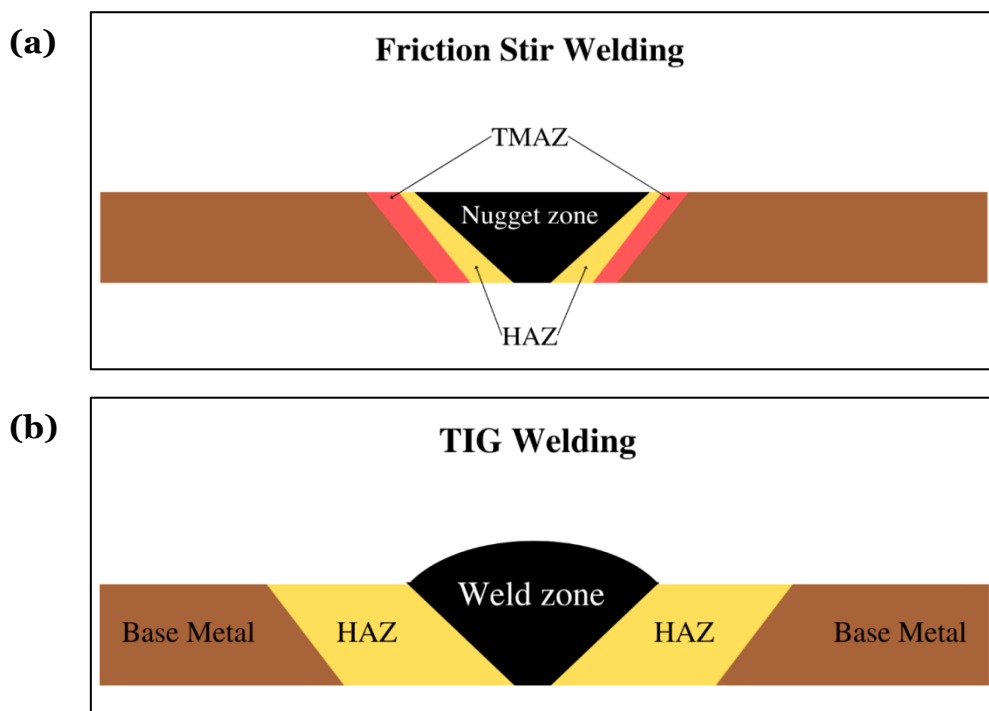 (a)
Friction Stir Welding
TMAZ
Nugget zone
HAZ
(b)
TIG Welding
Weld zone
Base Metal HAZ HAZ Base Metal